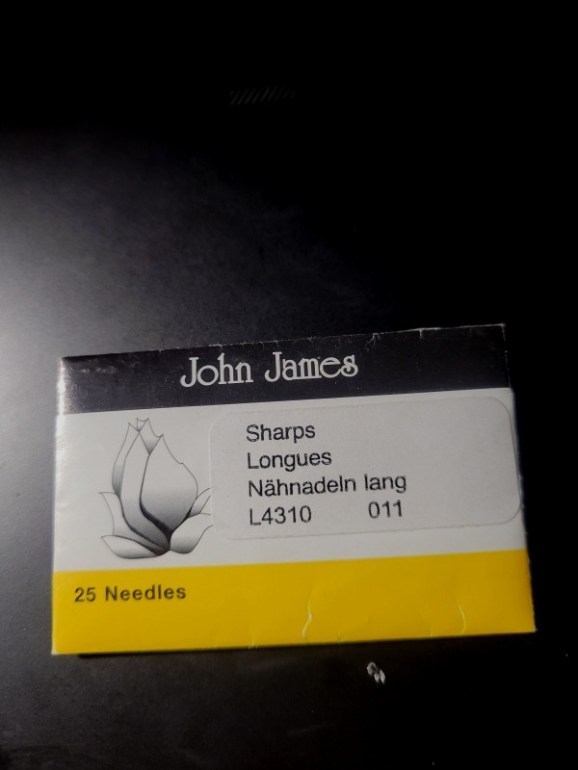 John James
Sharps
Longues
Nähnadeln lang
L4310 011
25 Needles